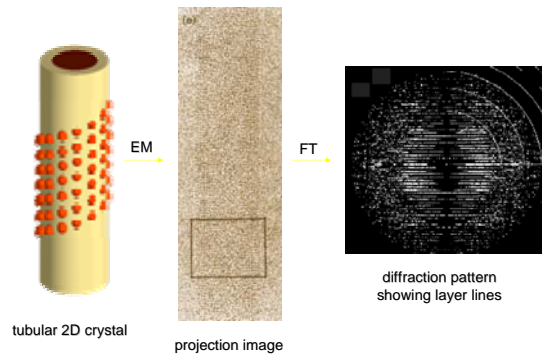 (e)
EM
FT
tubular 2D crystal
projection image
diffraction pattern
showing layer lines